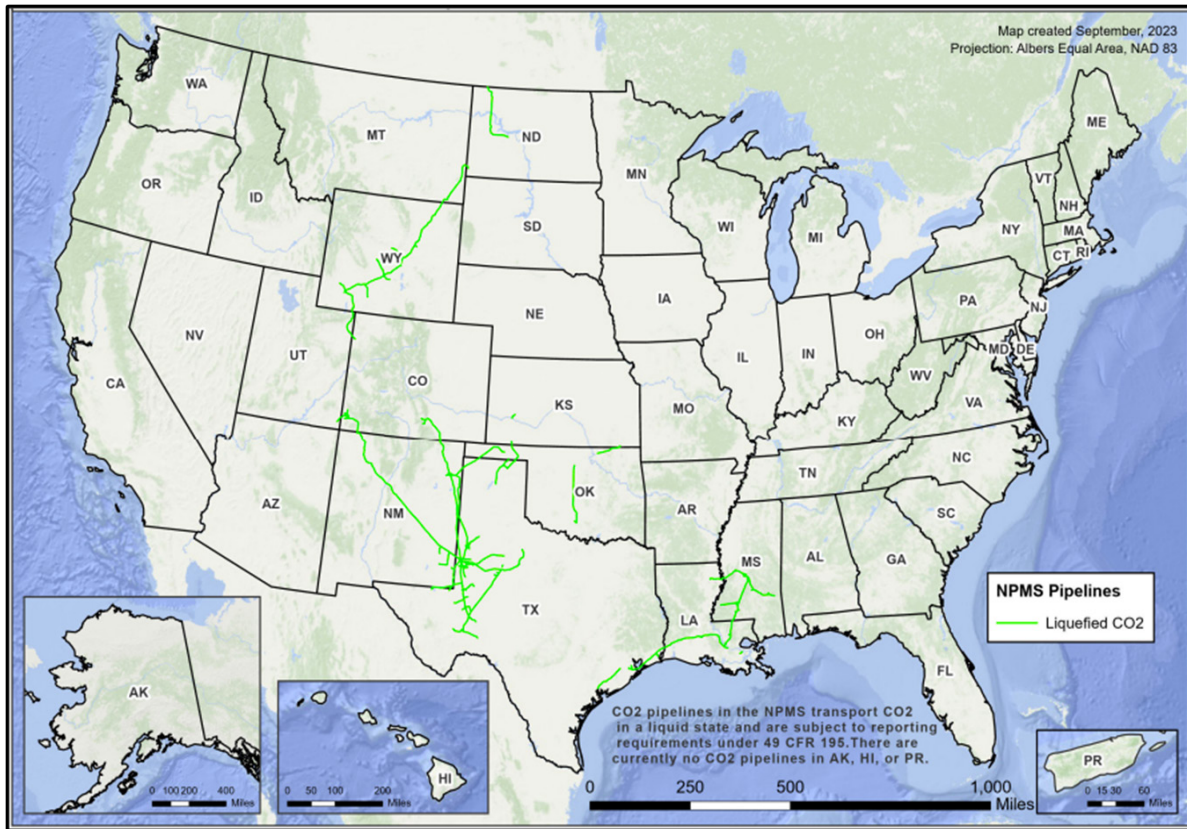 Map created September, 2023
Projection: Albers Equal Area, NAD 83
WA
MT
ND
MN
ME
OR
ID
SD
WI
MI
VT
NH
NY
MA
CT
RI
WY
IA
PA
NJ
NE
NV
UT
CO
IL
IN
OH
MD
DE
WV
CA
KS
MO
KY
VA
AZ
NM
OK
AR
TN
NC
SC
TX
LA
MS
AL
GA
FL
NPMS Pipelines
Liquefied CO2
CO2 pipelines in the NPMS transport CO2
in a liquid state and are subject to reporting
requirements under 49 CFR 195.There are
currently no CO2 pipelines in AK, HI, or PR.
AK
0 100 200 400
Miles
HI
0 50 100 200
Miles
0 250 500 1,000
Miles
PR
0 15 30 60
Miles